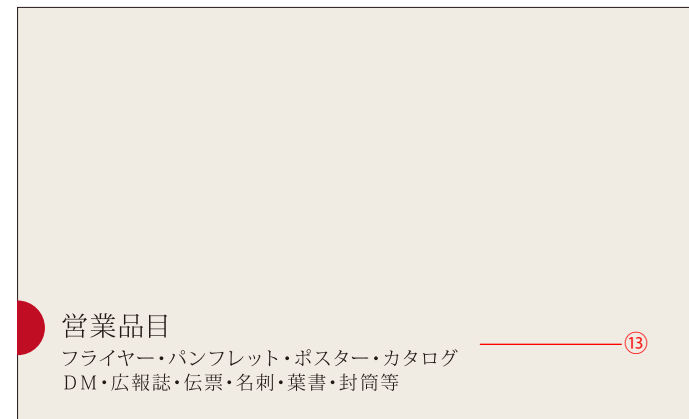 営業品目
フライヤー・パンフレット・ポスター・カタログ
DM・広報誌・伝票・名刺・葉書・封筒等
⑬